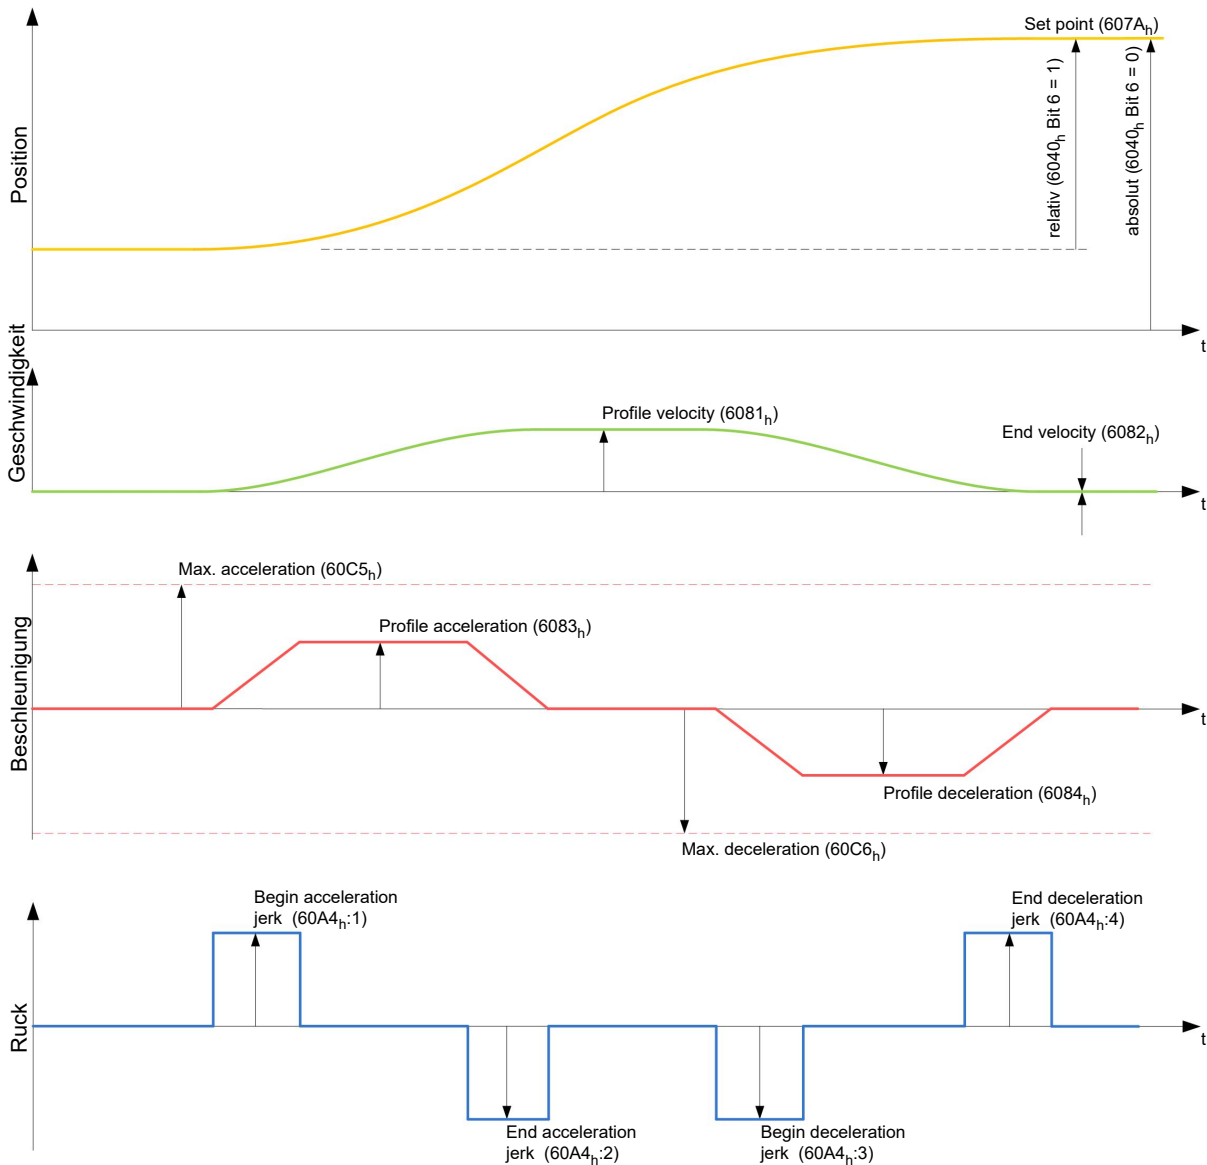 Set point (607Ah)
Position
relativ (6040h Bit 6 = 1)
absolut (6040h Bit 6 = 0)
t
Geschwindigkeit
Profile velocity (6081h)
End velocity (6082h)
t
Beschleunigung
Max. acceleration (60C5h)
Profile acceleration (6083h)
t
Profile deceleration (6084h)
Max. deceleration (60C6h)
Ruck
Begin acceleration
jerk (60A4h:1)
End deceleration
jerk (60A4h:4)
t
End acceleration
jerk (60A4h:2)
Begin deceleration
jerk (60A4h:3)